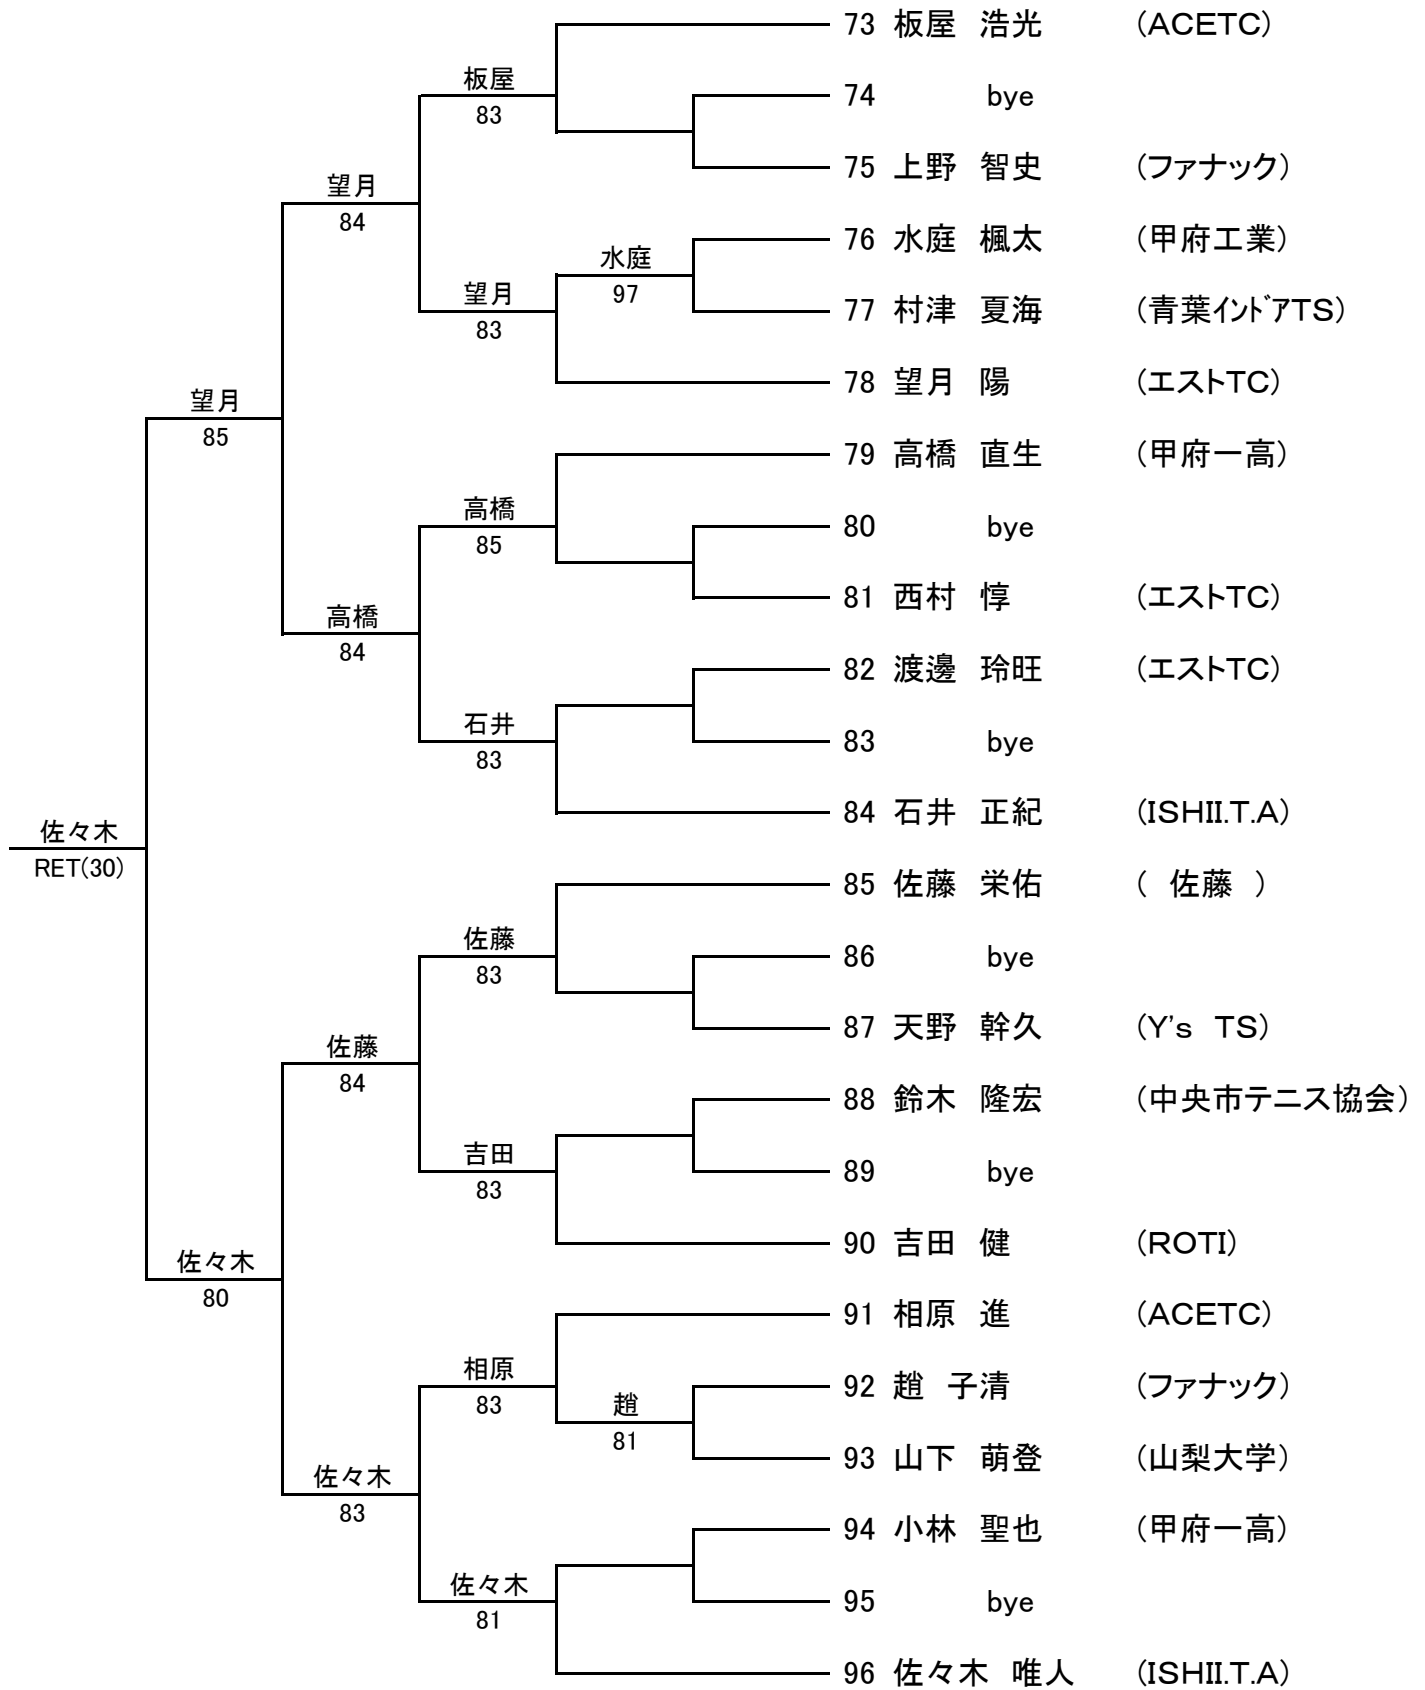 73 板屋 浩光 (ACETC)
板屋
74 bye
83
75 上野 智史 (ファナック)
望月
84
76 水庭 楓太 (甲府工業)
水庭
望月
97
77 村津 夏海 (青葉インドアTS)
83
78 望月 陽 (エストTC)
望月
85
79 高橋 直生 (甲府一高)
高橋
80 bye
85
81 西村 惇 (エストTC)
高橋
84
82 渡邊 玲旺 (エストTC)
石井
83 bye
83
84 石井 正紀 (ISHII.T.A)
佐々木
RET(30)
85 佐藤 栄佑 ( 佐藤 )
佐藤
86 bye
83
87 天野 幹久 (Y's TS)
佐藤
84
88 鈴木 隆宏 (中央市テニス協会)
吉田
89 bye
83
90 吉田 健 (ROTI)
佐々木
80
91 相原 進 (ACETC)
相原
92 趙 子清 (ファナック)
83
趙
81
93 山下 萌登 (山梨大学)
佐々木
83
94 小林 聖也 (甲府一高)
佐々木
95 bye
81
96 佐々木 唯人 (ISHII.T.A)